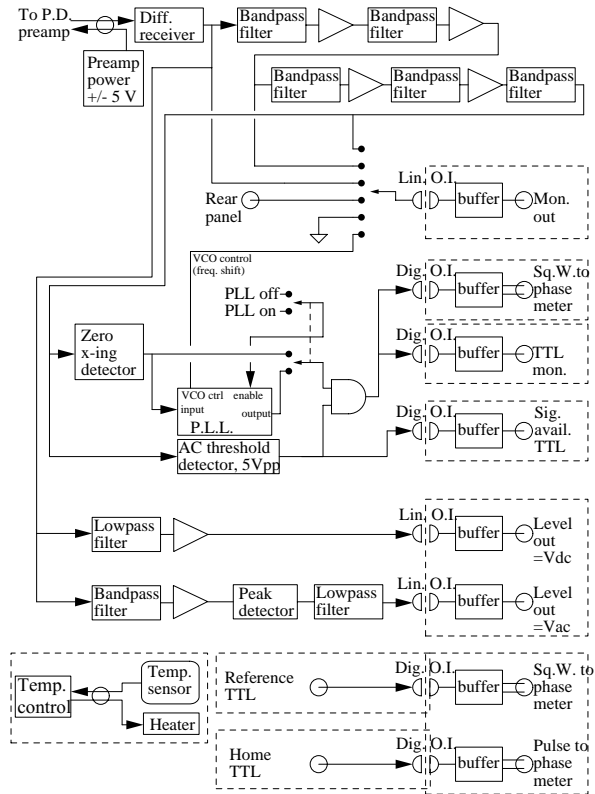 To P.D.
preamp
Diff.
receiver
Bandpass
filter
Bandpass
filter
Preamp
power
+/- 5 V
Bandpass
filter
Bandpass
filter
Bandpass
filter
Rear
panel
Lin. O.I.
buffer
Mon.
out
VCO control
(freq. shift)
PLL off
PLL on
Dig. O.I.
buffer
Sq.W.to
phase
meter
Zero
x-ing
detector
Dig. O.I.
buffer
TTL
mon.
VCO ctrl
input
enable
output
P.L.L.
AC threshold
detector, 5Vpp
Dig. O.I.
buffer
Sig.
avail.
TTL
Lowpass
filter
Lin. O.I.
buffer
Level
out
=Vdc
Bandpass
filter
Peak
detector
Lowpass
filter
Lin. O.I.
buffer
Level
out
=Vac
Temp.
control
Temp.
sensor
Heater
Reference
TTL
Dig. O.I.
buffer
Sq.W. to
phase
meter
Home
TTL
Dig. O.I.
buffer
Pulse to
phase
meter